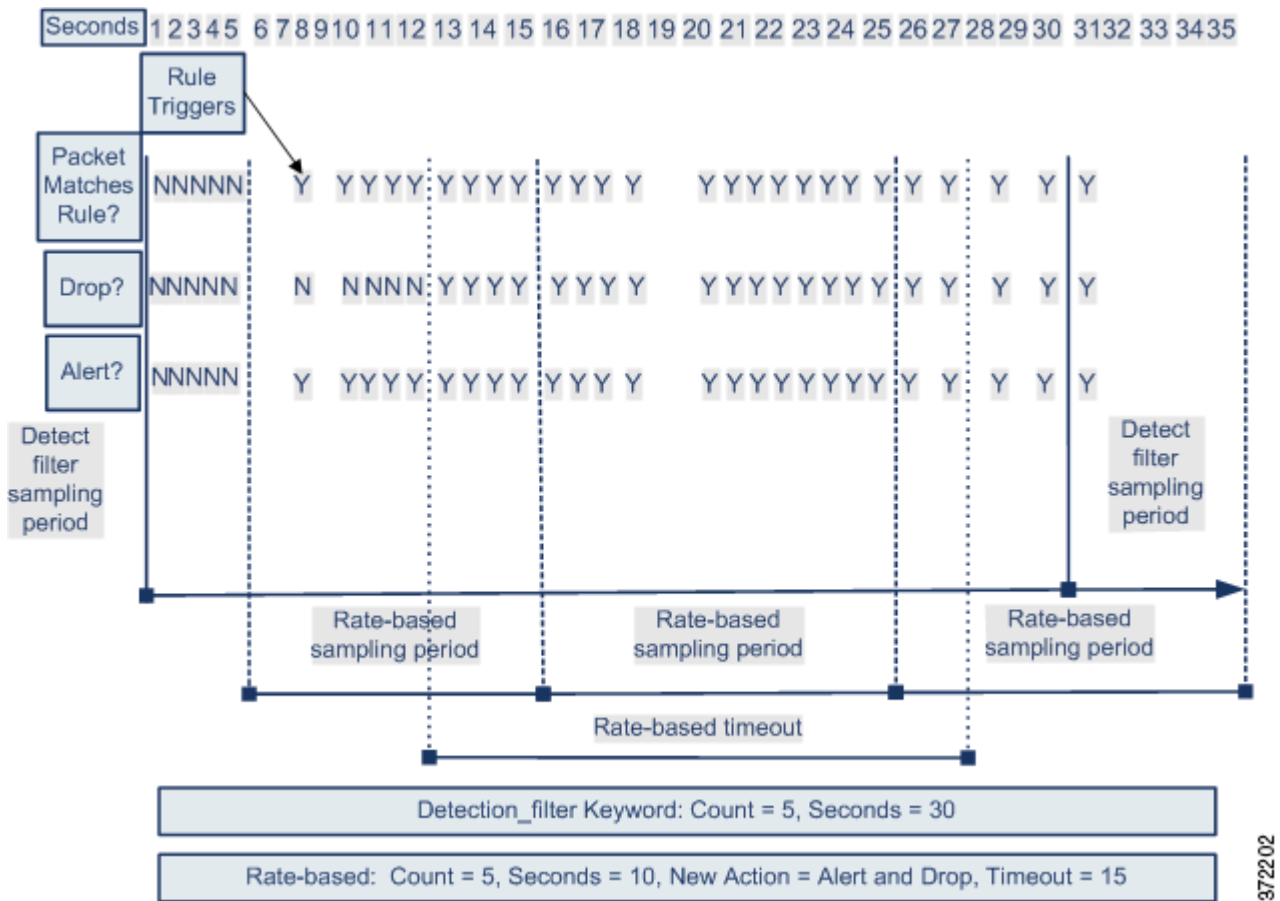 Seconds 1 2 3 4 5 6 7 8 9 10 11 12 13 14 15 16 17 18 19 20 21 22 23 24 25 26 27 28 29 30 31 32 33 34 35
Rule
Triggers
Packet
Matches
Rule?
N N N N N Y Y Y Y Y Y Y Y Y Y Y Y Y Y Y Y Y Y Y Y Y Y Y Y Y
Drop?
N N N N N N N N N N Y Y Y Y Y Y Y Y Y Y Y Y Y Y Y Y Y Y Y Y
Alert?
N N N N N Y Y Y Y Y Y Y Y Y Y Y Y Y Y Y Y Y Y Y Y Y Y Y Y Y
Detect
filter
sampling
period
Detect
filter
sampling
period
Rate-based
sampling period
Rate-based
sampling period
Rate-based
sampling period
Rate-based timeout
Detection_filter Keyword: Count = 5, Seconds = 30
Rate-based: Count = 5, Seconds = 10, New Action = Alert and Drop, Timeout = 15
372202